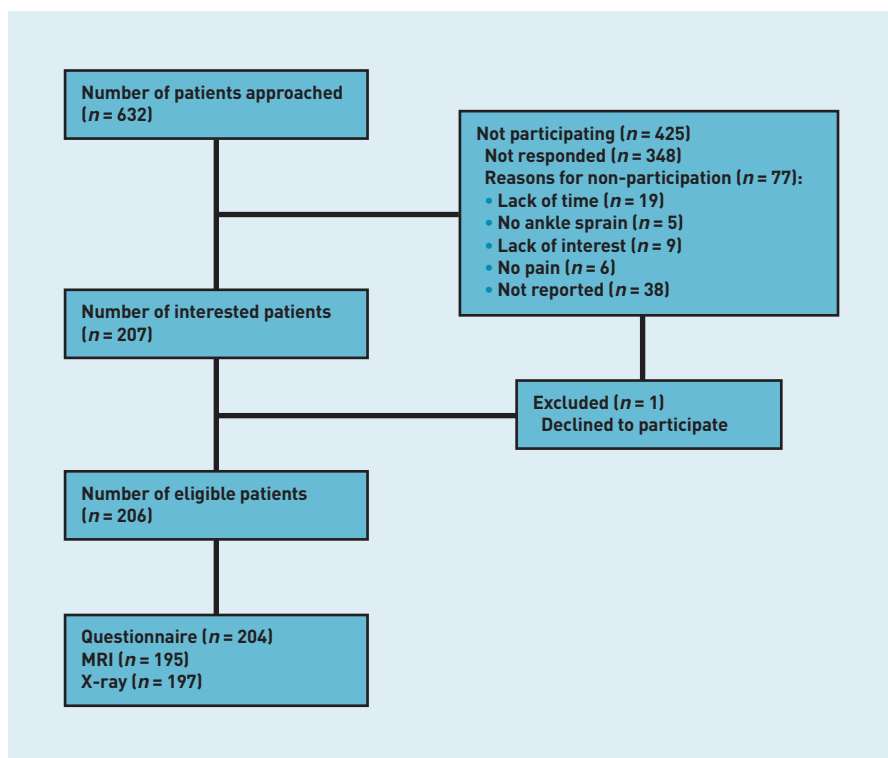 Number of patients approached
(n = 632)
Not participating (n = 425)
Not responded (n = 348)
Reasons for non-participation (n = 77):
• Lack of time (n = 19)
• No ankle sprain (n = 5)
• Lack of interest (n = 9)
• No pain (n = 6)
• Not reported (n = 38)
Number of interested patients
(n = 207)
Excluded (n = 1)
Declined to participate
Number of eligible patients
(n = 206)
Questionnaire (n = 204)
MRI (n = 195)
X-ray (n = 197)